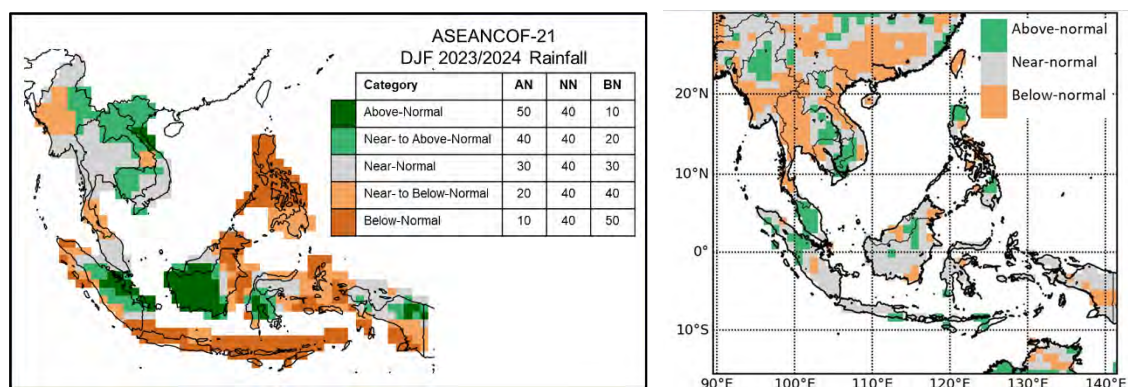 ASEANCOF-21
DJF 2023/2024 Rainfall
Category AN NN BN
Above-Normal 50 40 10
Near- to Above-Normal 40 40 20
Near-Normal 30 40 30
Near- to Below-Normal 20 40 40
Below-Normal 10 40 50
Above-normal
Near-normal
Below-normal
20°N
10°N
0°
10°S
90°E 100°E 110°E 120°E 130°E 140°E